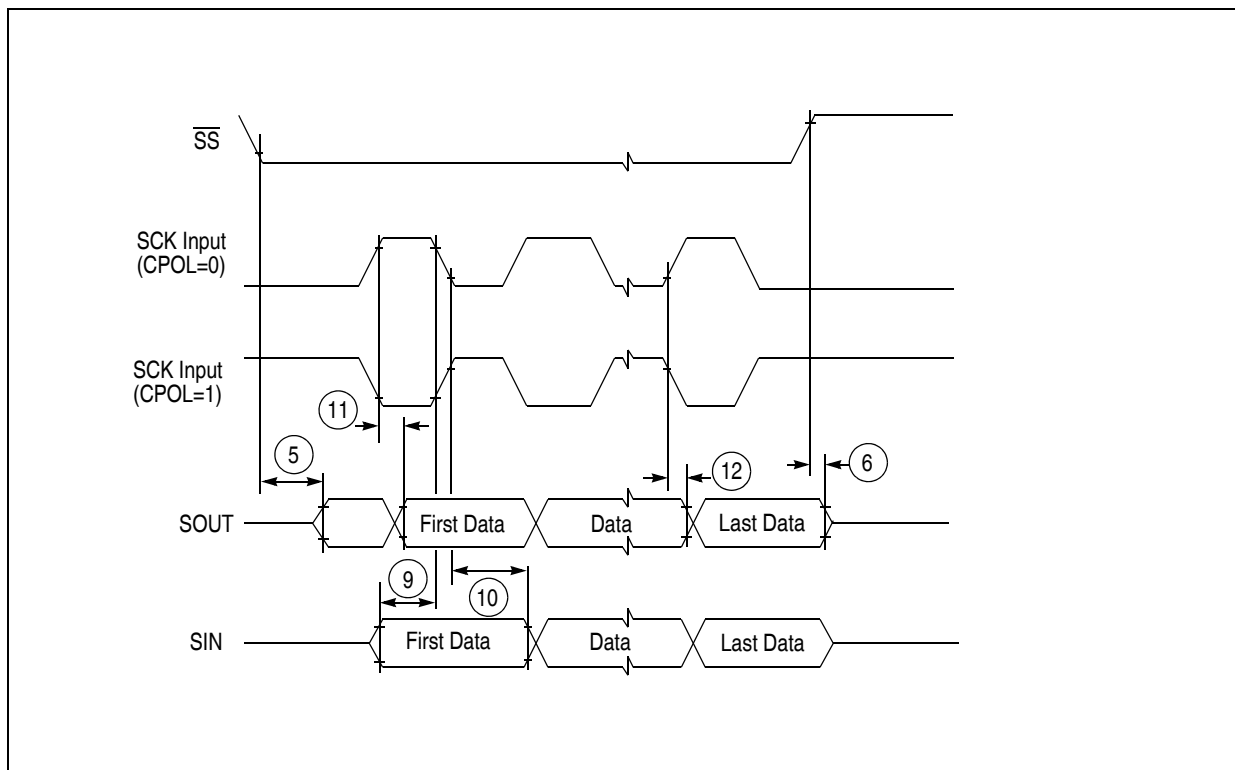 SS
SCK Input
(CPOL=0)
SCK Input
(CPOL=1)
11
5
12
6
SOUT
First Data
Data
Last Data
9
10
SIN
First Data
Data
Last Data